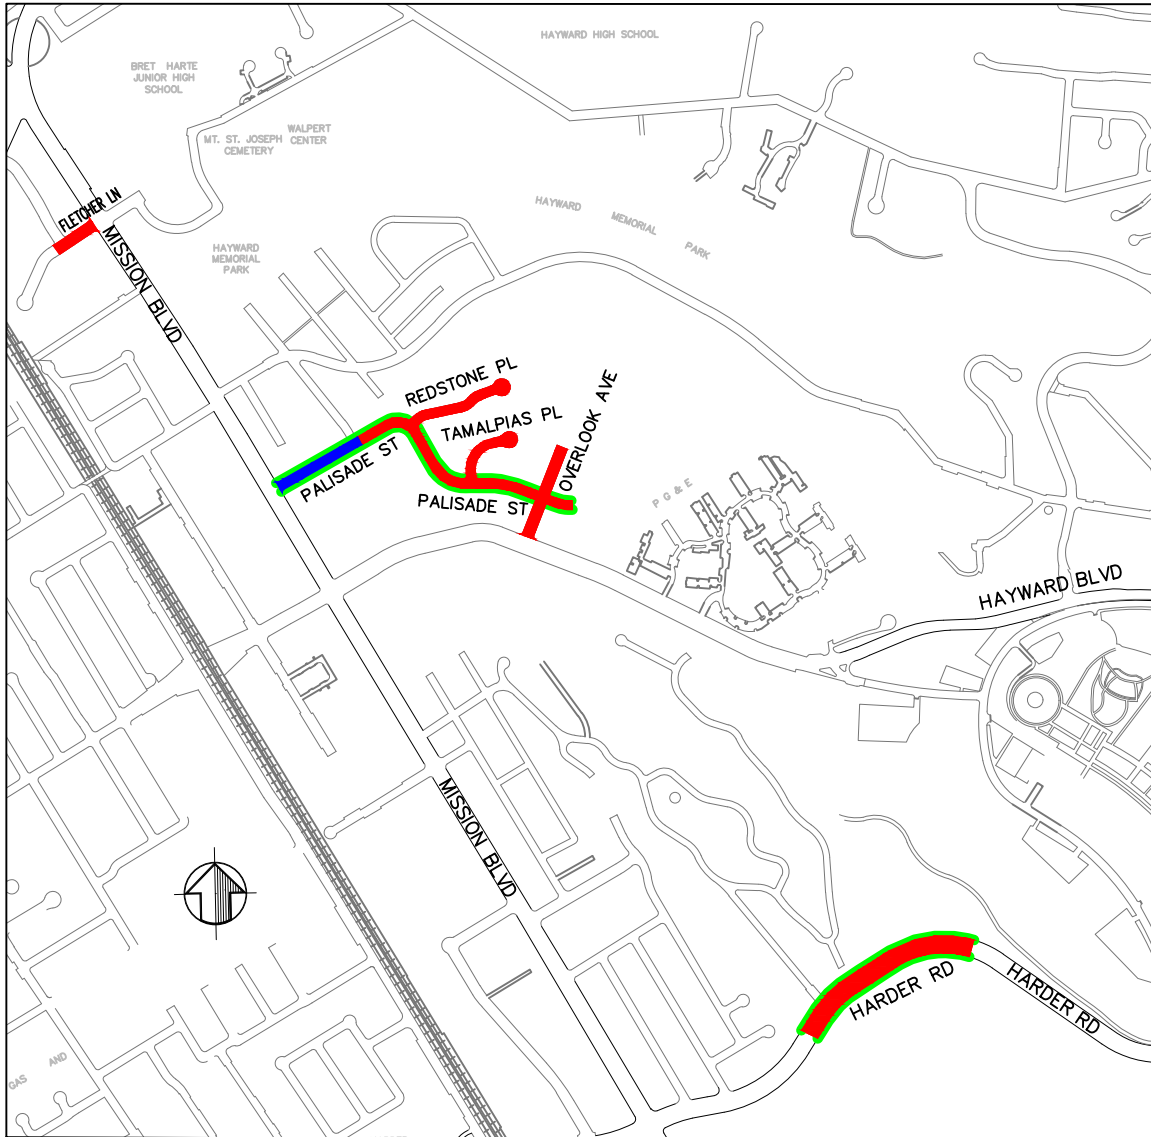 HAYWARD HIGH SCHOOL
BRET HARTE
JUNIOR HIGH
SCHOOL
WALPERT
CENTER
MT. ST. JOSEPH
CEMETERY
FLETCHER LN
HAYWARD MEMORIAL PARK
MISSION BLVD
HAYWARD
MEMORIAL
PARK
REDSTONE PL
TAMALPIAS PL
OVERLOOK AVE
PALISADE ST
PALISADE ST
P G & E
HAYWARD BLVD
MISSION BLVD
HARDER RD
HARDER RD
GAS AND